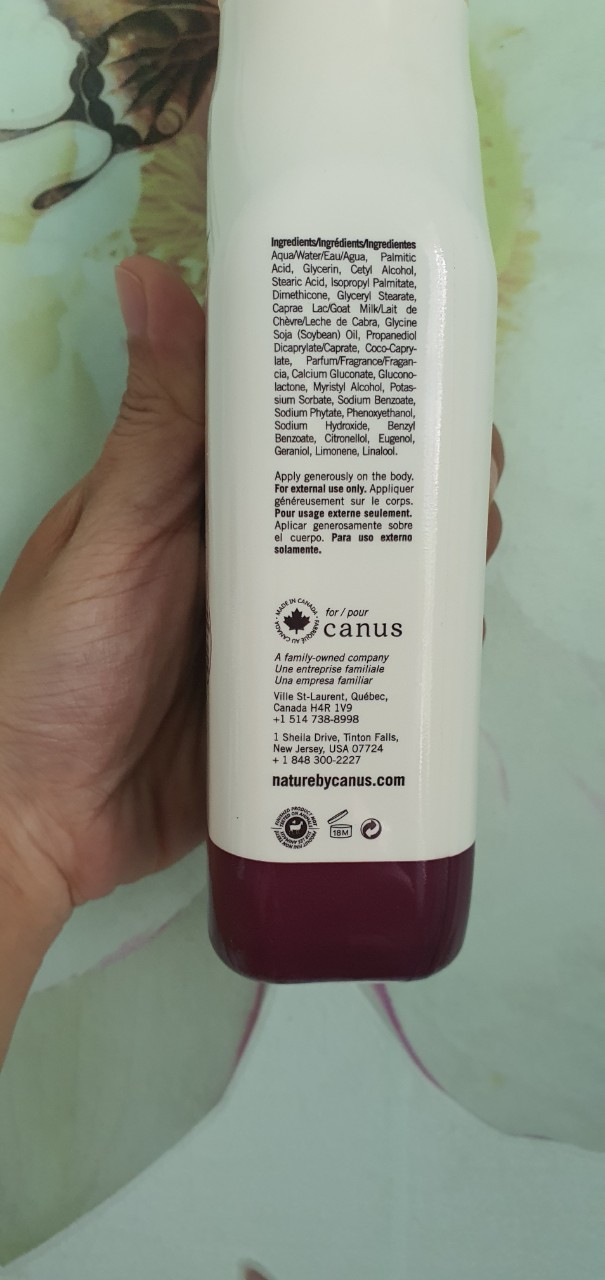 Ingredients/Ingrédients/Ingredientes
Aqua/Water/Eau/Agua, Palmitic
Acid, Glycerin, Cetyl Alcohol,
Stearic Acid, Isopropyl Palmitate,
Dimethicone, Glyceryl Stearate,
Caprae Lac/Goat Milk/Lait de
Chèvre/Leche de Cabra, Glycine
Soja (Soybean) Oil, Propanediol
Dicaprylate/Caprate, Coco-Capry-
late, Parfum/Fragrance/Fragan-
cia, Calcium Gluconate, Glucono-
lactone, Myristyl Alcohol, Potas-
sium Sorbate, Sodium Benzoate,
Sodium Phytate, Phenoxyethanol,
Sodium Hydroxide, Benzyl
Benzoate, Citronellol, Eugenol,
Geraniol, Limonene, Linalool.
Apply generously on the body.
For external use only. Appliquer
généreusement sur le corps.
Pour usage externe seulement.
Aplicar generosamente sobre
el cuerpo. Para uso externo
solamente.
MADE IN CANADA • FABRIQUÉ AU CANADA •
for / pour
canus
A family-owned company
Une entreprise familiale
Una empresa familiar
Ville St-Laurent, Québec,
Canada H4R 1V9
+1 514 738-8998
1 Sheila Drive, Tinton Falls,
New Jersey, USA 07724
+ 1 848 300-2227
naturebycanus.com
FINISHED PRODUCT NOT
TESTED ON ANIMALS
18M